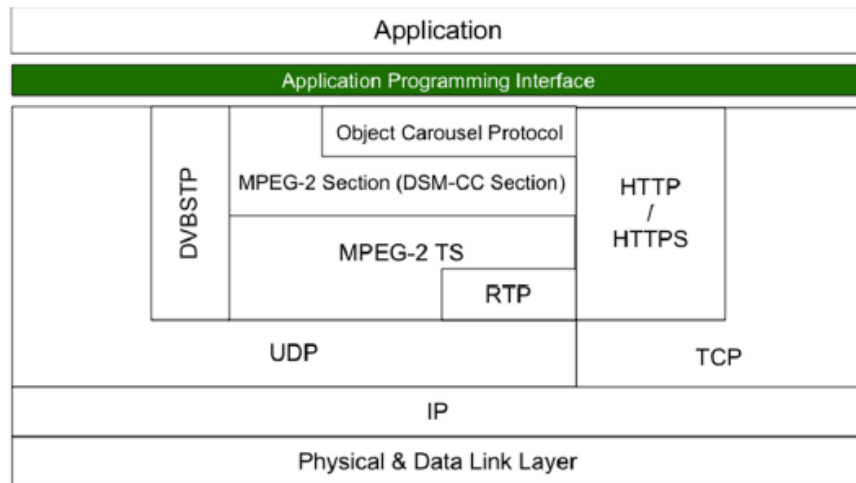 Application
Application Programming Interface
Object Carousel Protocol
DVBSTP
MPEG-2 Section (DSM-CC Section)
HTTP
/
HTTPS
MPEG-2 TS
RTP
UDP
TCP
IP
Physical & Data Link Layer